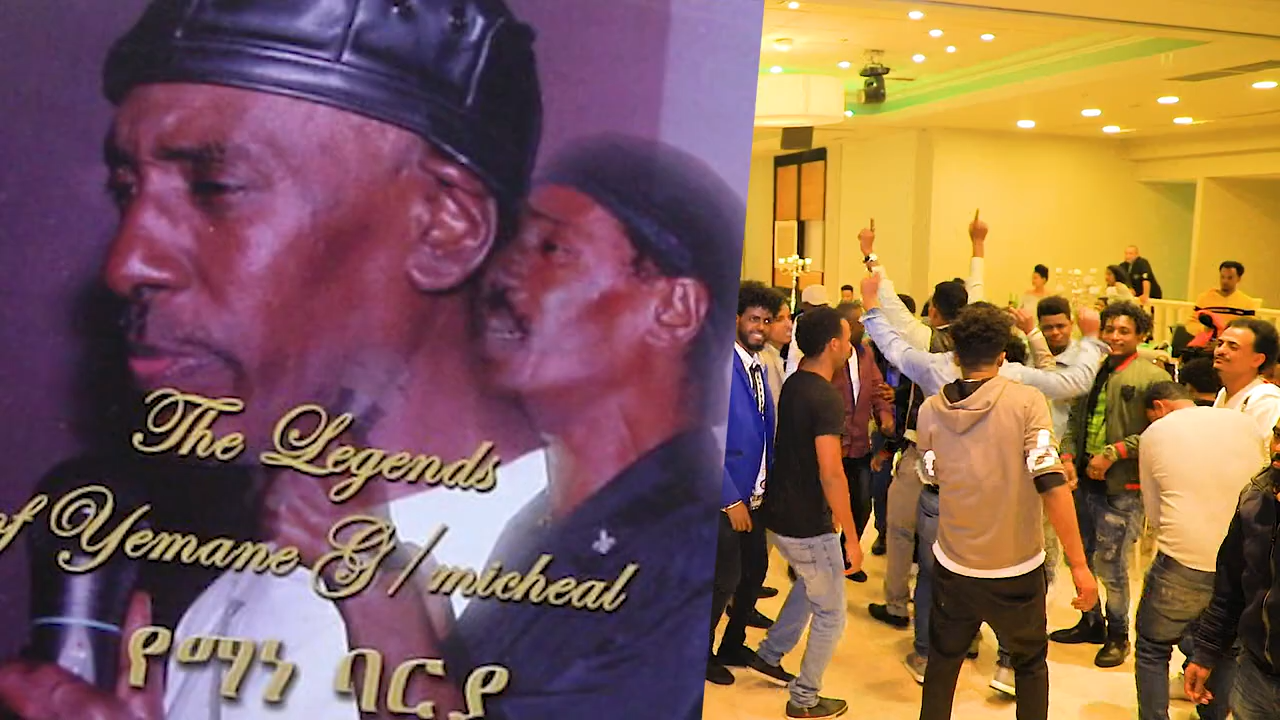 The Legends
of Yemane G/micheal
የማነ ባርያ